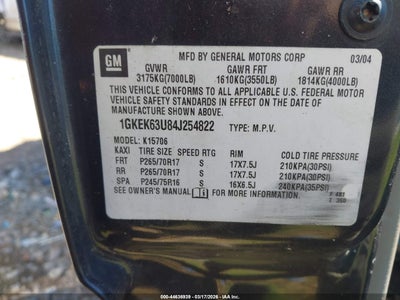 GM MFD BY GENERAL MOTORS CORP 03/04
GVWR GAWR FRT GAWR RR
3175KG(7000LB) 1610KG(3550LB) 1814KG(4000LB)
THIS VEHICLE CONFORMS TO ALL APPLICABLE U.S. FEDERAL MOTOR
VEHICLE SAFETY STANDARDS IN EFFECT ON THE DATE OF MANUFACTURE
SHOWN ABOVE.
1GKEK63U84J254822 TYPE: M.P.V.
MODEL: K15706
KAXI TIRE SIZE SPEED RTG RIM COLD TIRE PRESSURE
FRT P265/70R17 S 17X7.5J 210KPA(30PSI)
RR P265/70R17 S 17X7.5J 210KPA(30PSI)
SPA P245/75R16 S 16X6.5J 240KPA(35PSI)
SEE OWNER'S MANUAL FOR MORE INFORMATION.
©IAA 000-44636939 - 03/17/2026 - 000000